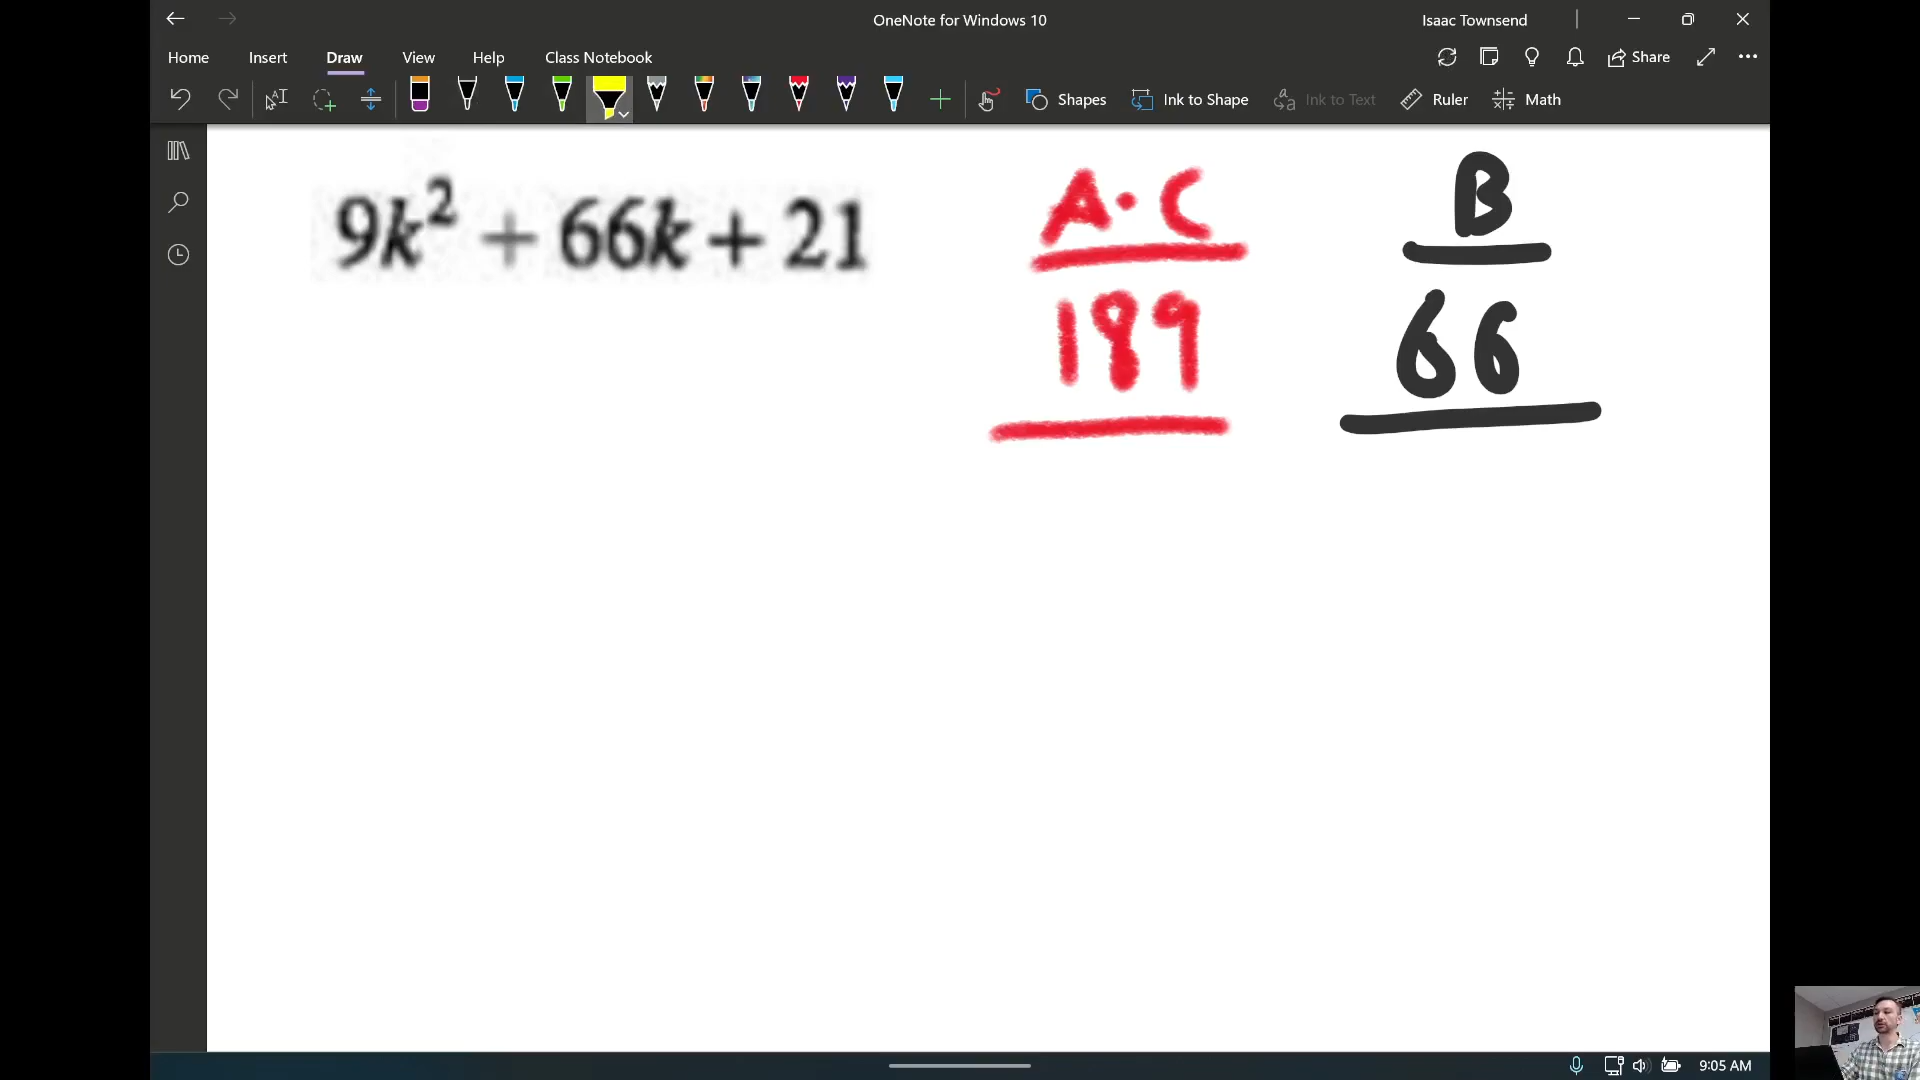 OneNote for Windows 10
Isaac Townsend
Home Insert Draw View Help Class Notebook
Share
Shapes Ink to Shape Ink to Text Ruler Math
9k² + 66k + 21
A · C
B
189
66
9:05 AM